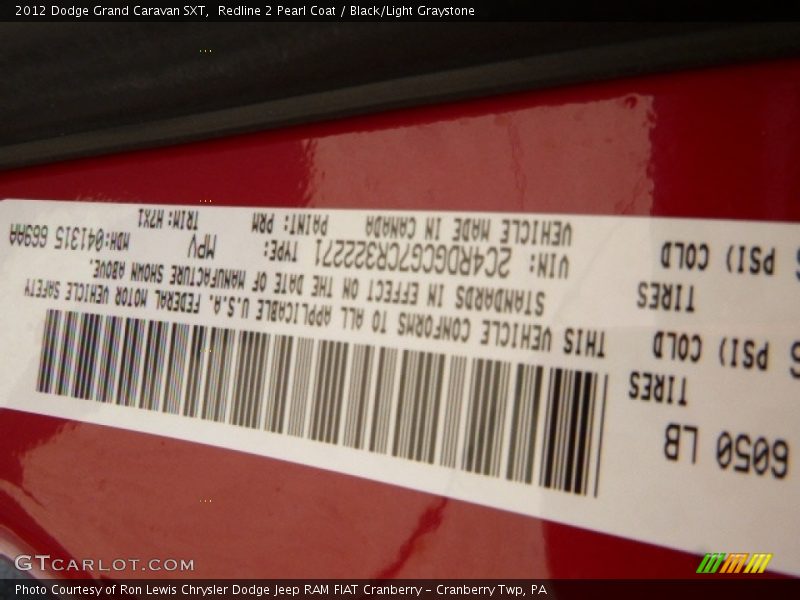 2012 Dodge Grand Caravan SXT, Redline 2 Pearl Coat / Black/Light Graystone
6050 LB
TIRES
PSI) COLD
TIRES
PSI) COLD
THIS VEHICLE CONFORMS TO ALL APPLICABLE U.S.A. FEDERAL MOTOR VEHICLE SAFETY
STANDARDS IN EFFECT ON THE DATE OF MANUFACTURE SHOWN ABOVE.
VIN: 2C4RDGCG7CR322271 TYPE: MPV MDH:041315 669AA
VEHICLE MADE IN CANADA PAINT: PRM TRIM: H7X1
GTCARLOT.COM
Photo Courtesy of Ron Lewis Chrysler Dodge Jeep RAM FIAT Cranberry – Cranberry Twp, PA